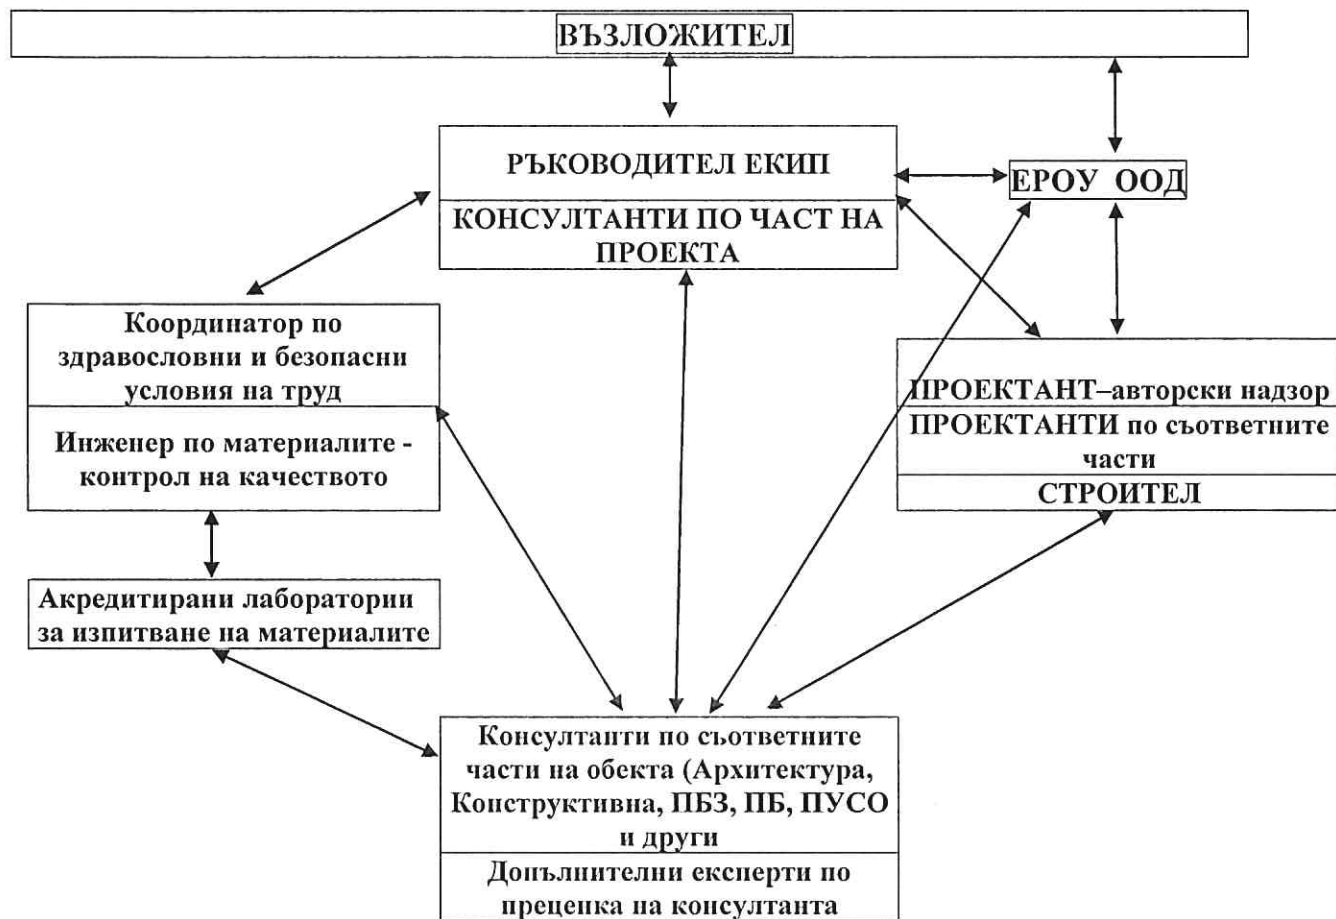 ВЪЗЛОЖИТЕЛ
РЪКОВОДИТЕЛ ЕКИП
КОНСУЛТАНТИ ПО ЧАСТ НА
ПРОЕКТА
ЕРОУ ООД
Координатор по
здравословни и безопасни
условия на труд
Инженер по материалите -
контрол на качеството
ПРОЕКТАНТ–авторски надзор
ПРОЕКТАНТИ по съответните
части
СТРОИТЕЛ
Акредитирани лаборатории
за изпитване на материалите
Консултанти по съответните
части на обекта (Архитектура,
Конструктивна, ПБЗ, ПБ, ПУСО
и други
Допълнителни експерти по
преценка на консултанта